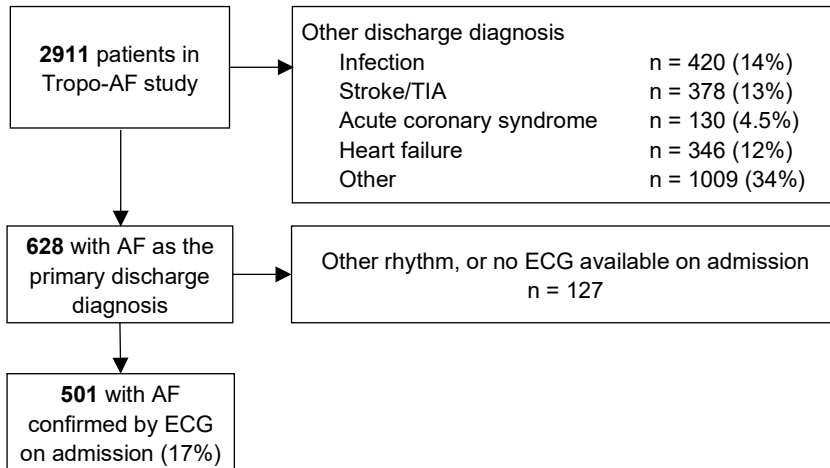 2911 patients in
Tropo-AF study
Other discharge diagnosis
Infection n = 420 (14%)
Stroke/TIA n = 378 (13%)
Acute coronary syndrome n = 130 (4.5%)
Heart failure n = 346 (12%)
Other n = 1009 (34%)
628 with AF as the
primary discharge
diagnosis
Other rhythm, or no ECG available on admission
n = 127
501 with AF
confirmed by ECG
on admission (17%)